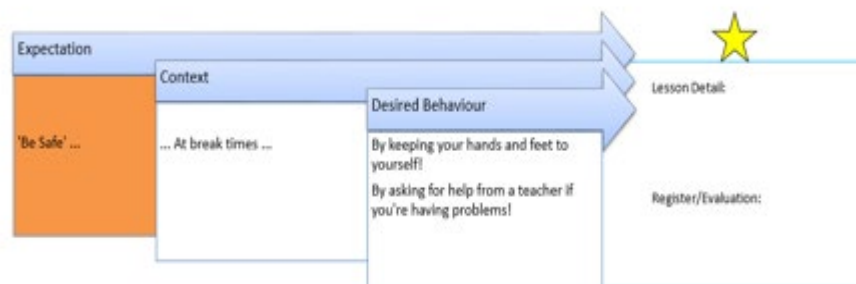 Expectation
Context
Desired Behaviour
Lesson Detail:
'Be Safe' ...
... At break times ...
By keeping your hands and feet to
yourself!
By asking for help from a teacher if
you're having problems!
Register/Evaluation: